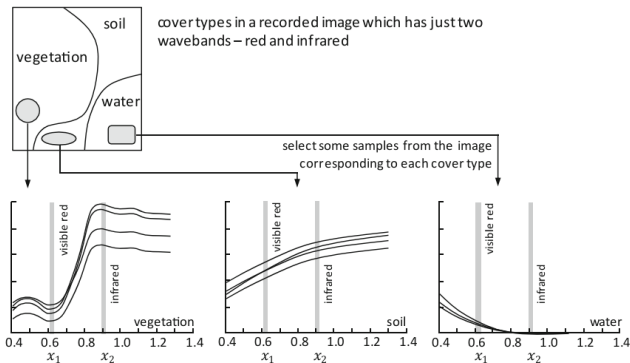 soil
vegetation
water
cover types in a recorded image which has just two
wavebands – red and infrared
select some samples from the image
corresponding to each cover type
visible red
infrared
0.4 0.6 0.8 1.0 1.2 1.4
vegetation
x1 x2
visible red
infrared
0.4 0.6 0.8 1.0 1.2 1.4
soil
x1 x2
visible red
infrared
0.4 0.6 0.8 1.0 1.2 1.4
water
x1 x2